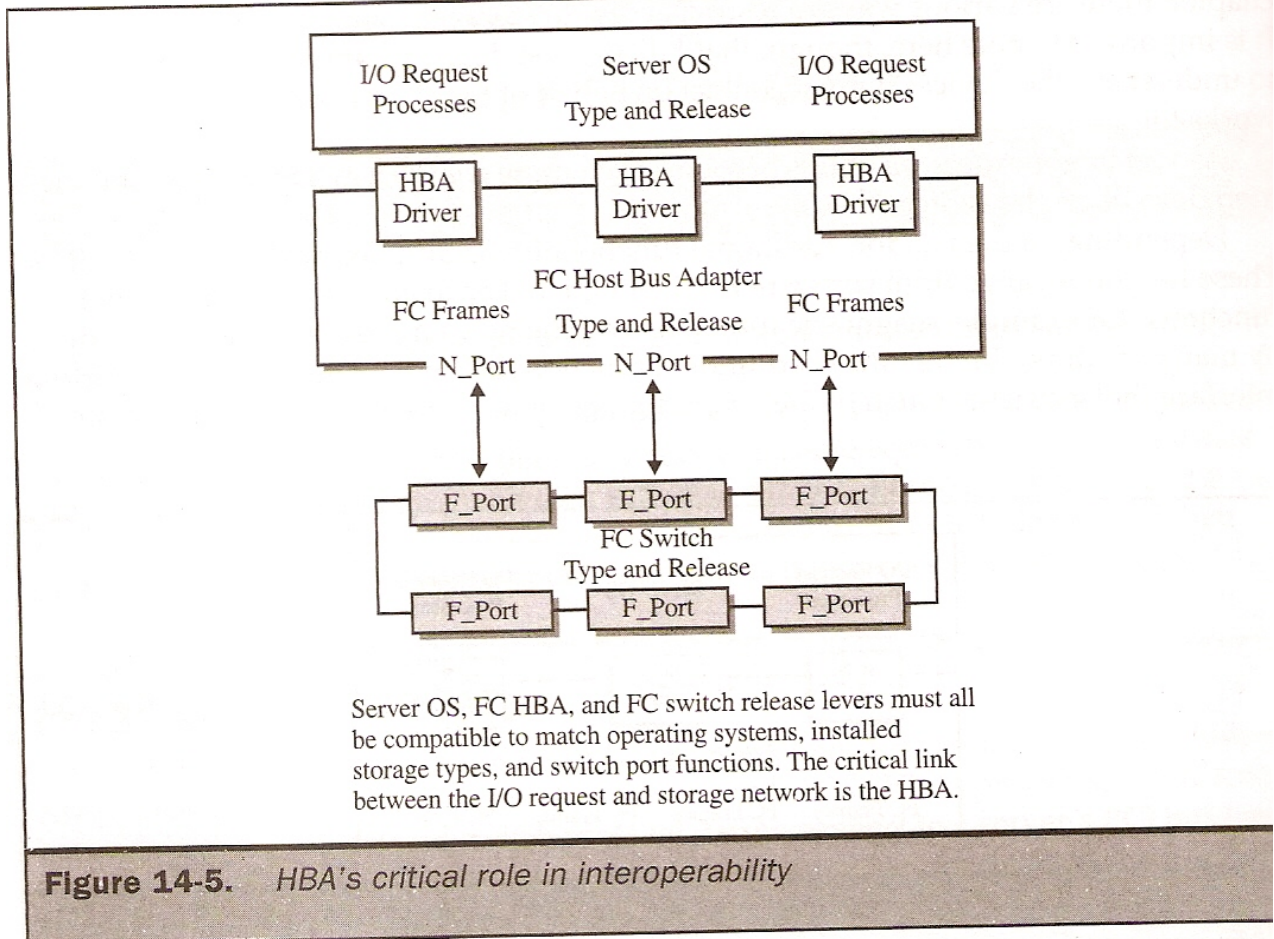 I/O Request
Processes
Server OS
Type and Release
I/O Request
Processes
HBA
Driver
HBA
Driver
HBA
Driver
FC Frames
FC Host Bus Adapter
Type and Release
FC Frames
N_Port
N_Port
N_Port
F_Port
F_Port
F_Port
FC Switch
Type and Release
F_Port
F_Port
F_Port
Server OS, FC HBA, and FC switch release levers must all
be compatible to match operating systems, installed
storage types, and switch port functions. The critical link
between the I/O request and storage network is the HBA.
Figure 14-5. HBA's critical role in interoperability